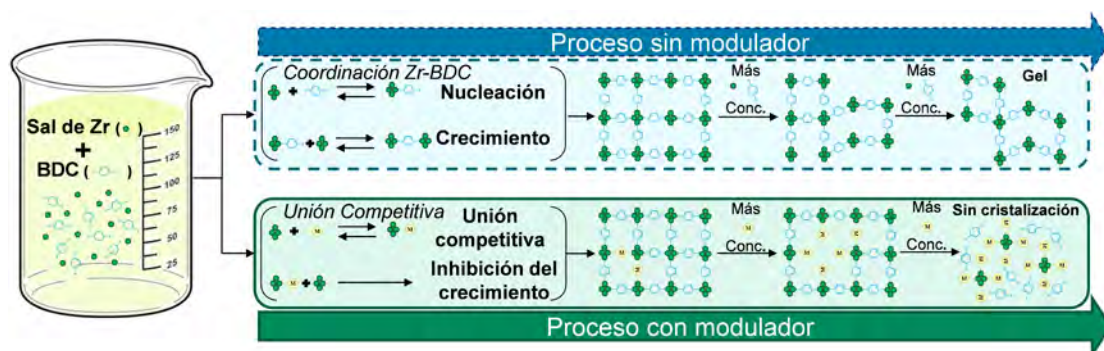 Proceso sin modulador
Sal de Zr ( )
+
BDC ( )
150
125
100
75
50
25
Coordinación Zr-BDC
+
Nucleación
+
Crecimiento
Más
Conc.
Más
Conc.
Gel
Unión Competitiva
+ M
M
Unión
competitiva
M +
Inhibición del
crecimiento
M
M
Más
M
Conc.
M
M
M
M
Más
M
Conc.
Sin cristalización
M
M
M
M
M
M
M
Proceso con modulador